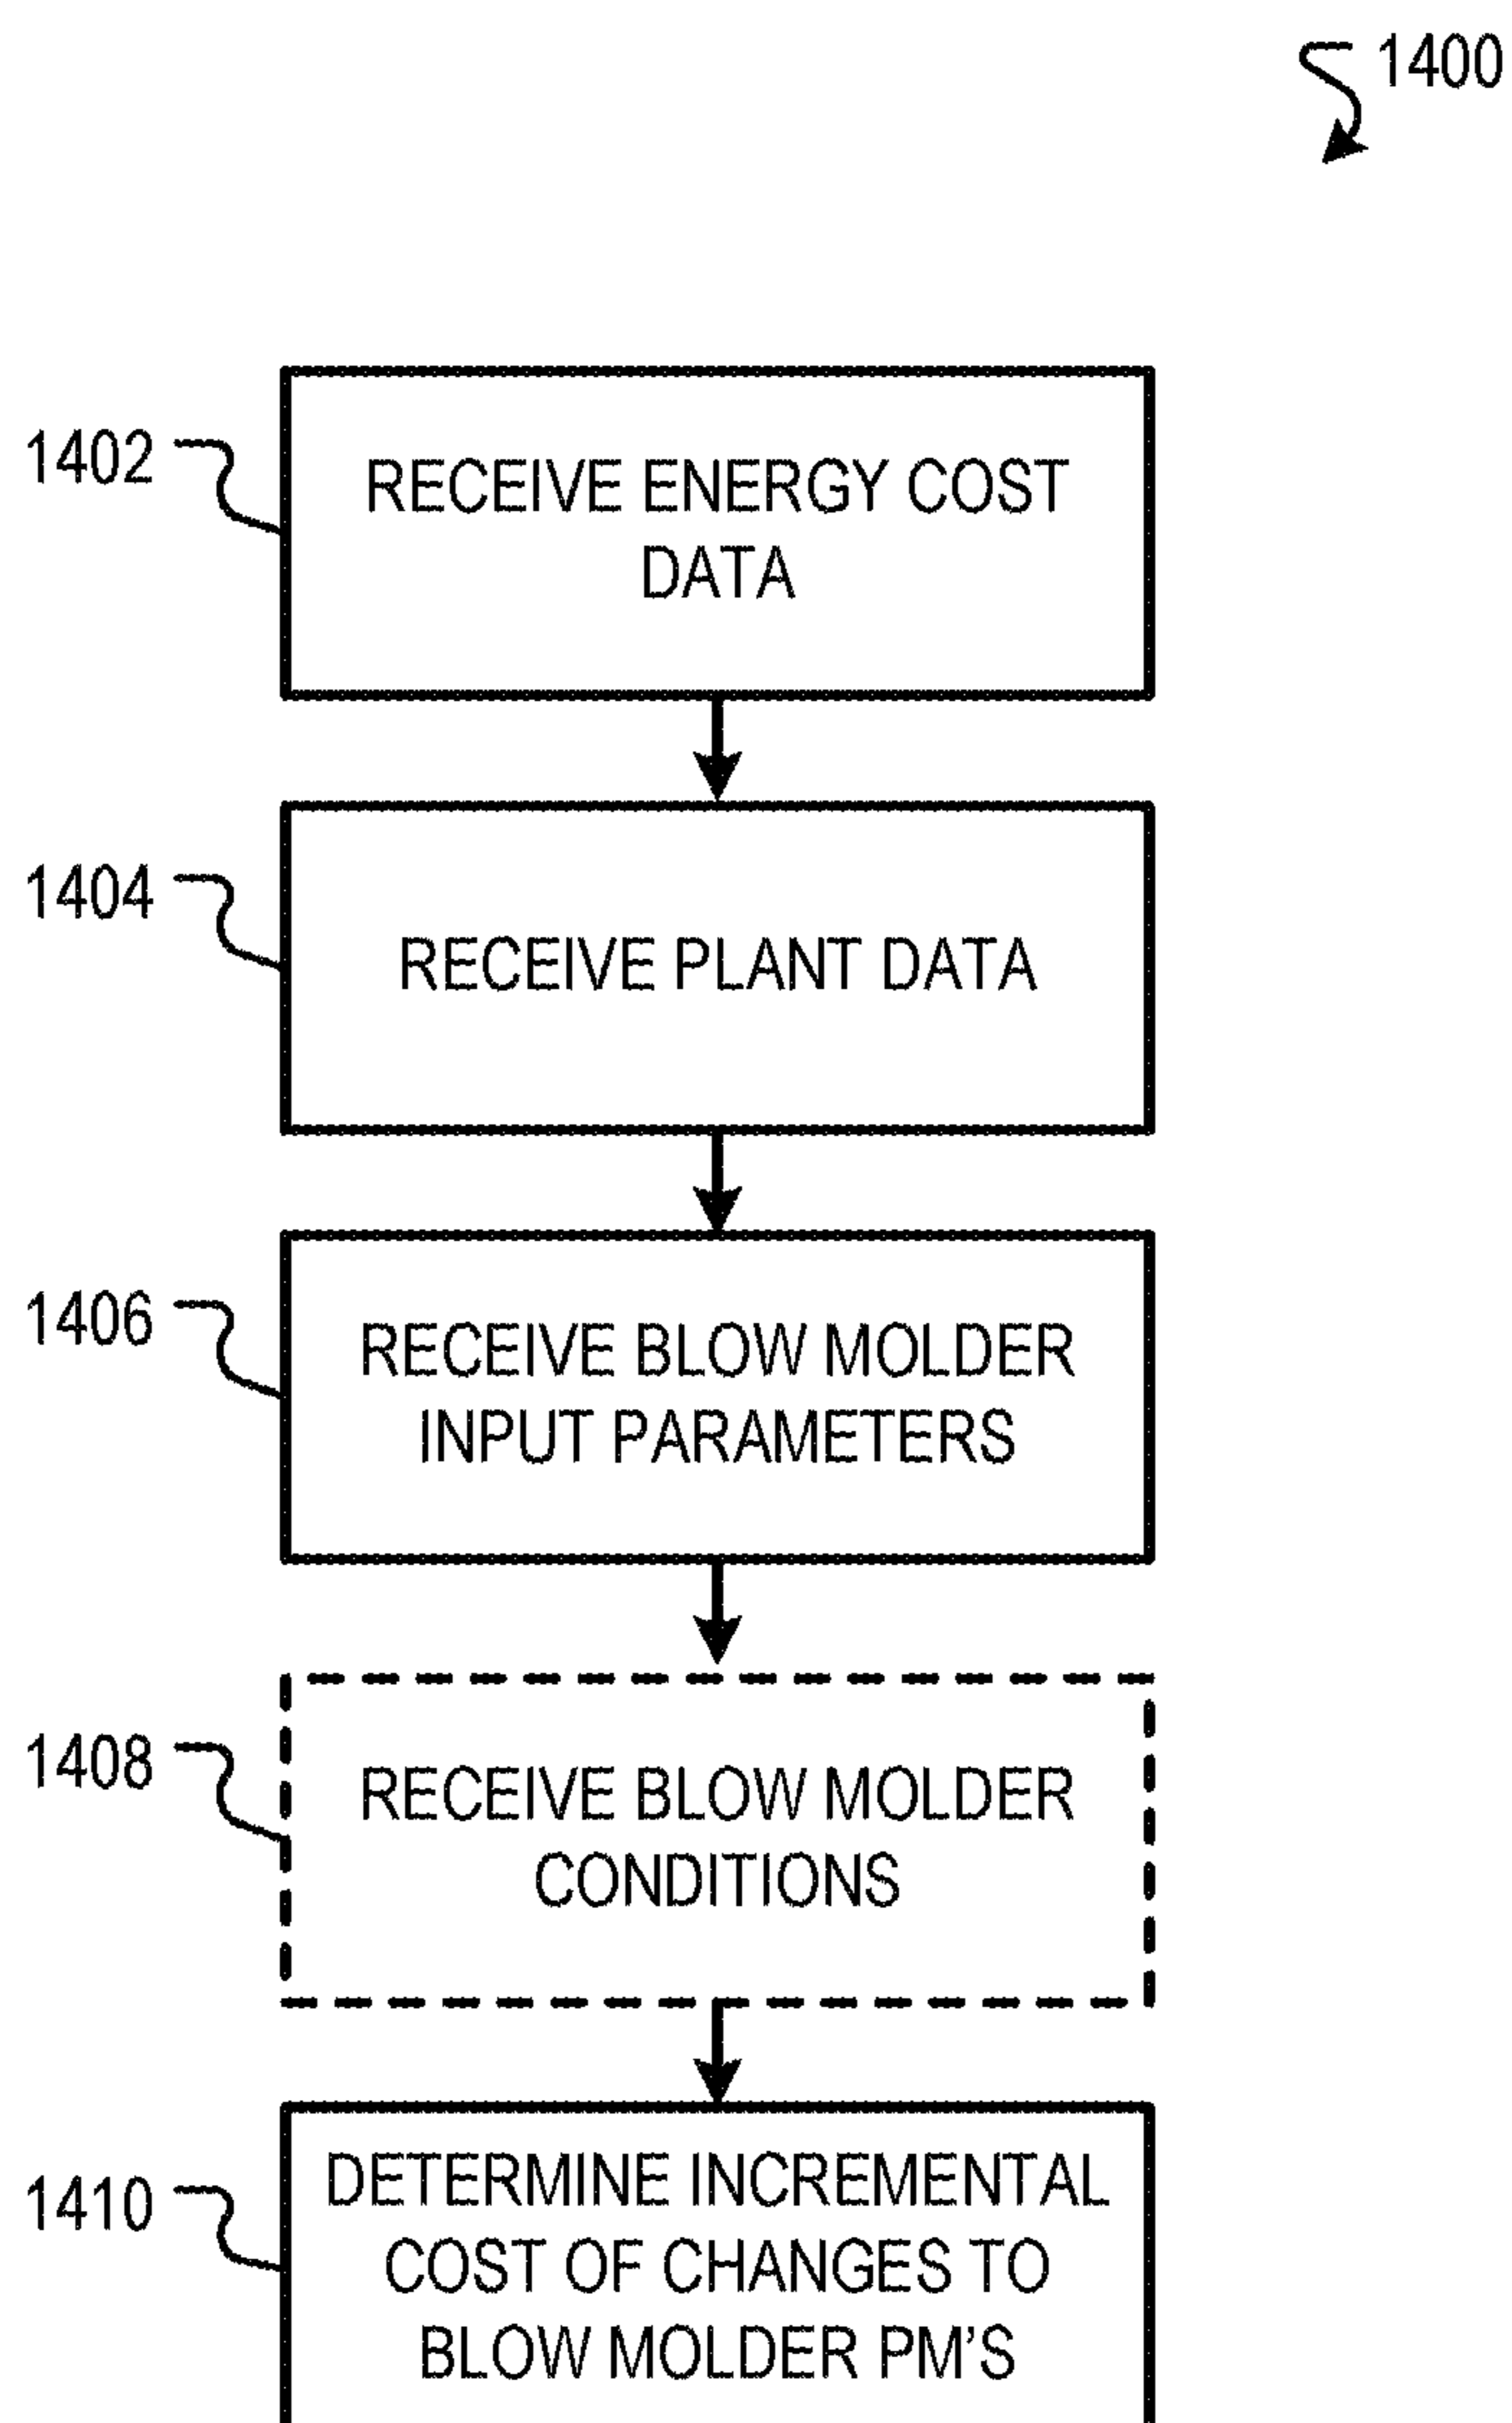 1400
1402
RECEIVE ENERGY COST
DATA
1404
RECEIVE PLANT DATA
1406
RECEIVE BLOW MOLDER
INPUT PARAMETERS
1408
RECEIVE BLOW MOLDER
CONDITIONS
1410
DETERMINE INCREMENTAL
COST OF CHANGES TO
BLOW MOLDER PM'S